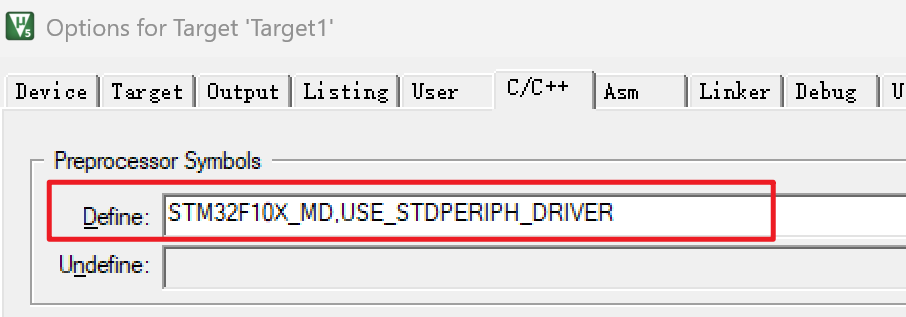 Options for Target 'Target1'
Device Target Output Listing User C/C++ Asm Linker Debug
Preprocessor Symbols
Define: STM32F10X_MD,USE_STDPERIPH_DRIVER
Undefine: